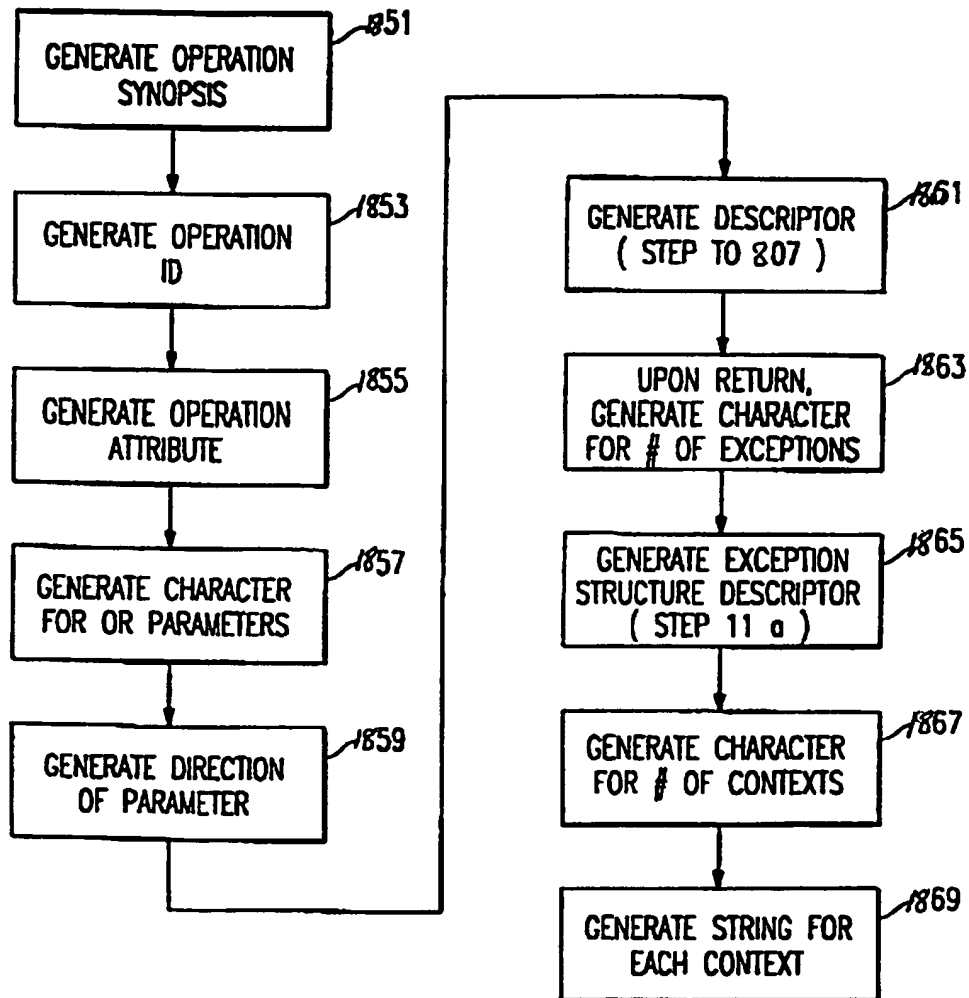 1851
GENERATE OPERATION
SYNOPSIS
1853
GENERATE OPERATION
ID
1855
GENERATE OPERATION
ATTRIBUTE
1857
GENERATE CHARACTER
FOR OR PARAMETERS
1859
GENERATE DIRECTION
OF PARAMETER
1861
GENERATE DESCRIPTOR
( STEP TO 807 )
1863
UPON RETURN,
GENERATE CHARACTER
FOR # OF EXCEPTIONS
1865
GENERATE EXCEPTION
STRUCTURE DESCRIPTOR
( STEP 11 a )
1867
GENERATE CHARACTER
FOR # OF CONTEXTS
1869
GENERATE STRING FOR
EACH CONTEXT